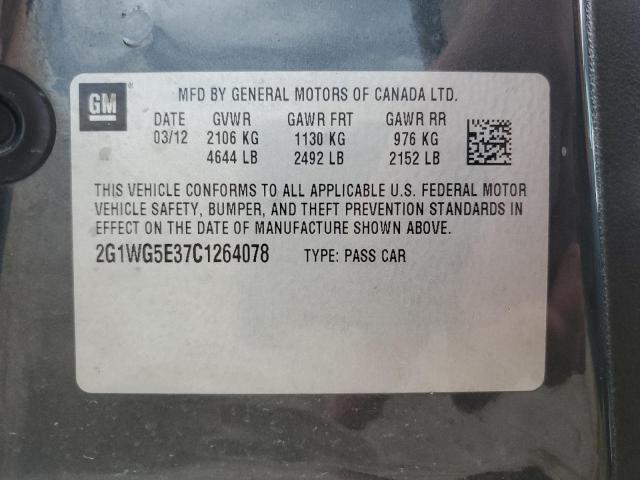 GM
MFD BY GENERAL MOTORS OF CANADA LTD.
DATE GVWR GAWR FRT GAWR RR
03/12 2106 KG 1130 KG 976 KG
4644 LB 2492 LB 2152 LB
THIS VEHICLE CONFORMS TO ALL APPLICABLE U.S. FEDERAL MOTOR
VEHICLE SAFETY, BUMPER, AND THEFT PREVENTION STANDARDS IN
EFFECT ON THE DATE OF MANUFACTURE SHOWN ABOVE.
2G1WG5E37C1264078 TYPE: PASS CAR